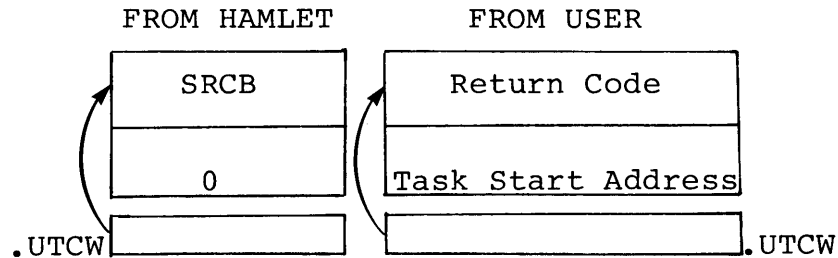 FROM HAMLET FROM USER
SRCB Return Code
0 Task Start Address
.UTCW .UTCW